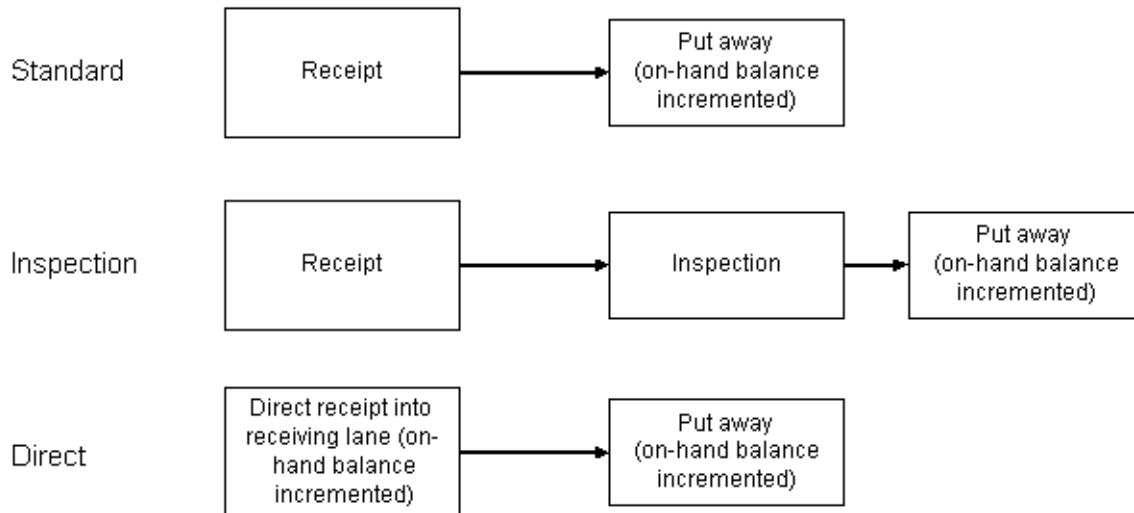 Standard
Receipt
Put away
(on-hand balance
incremented)
Inspection
Receipt
Inspection
Put away
(on-hand balance
incremented)
Direct
Direct receipt into
receiving lane (on-
hand balance
incremented)
Put away
(on-hand balance
incremented)